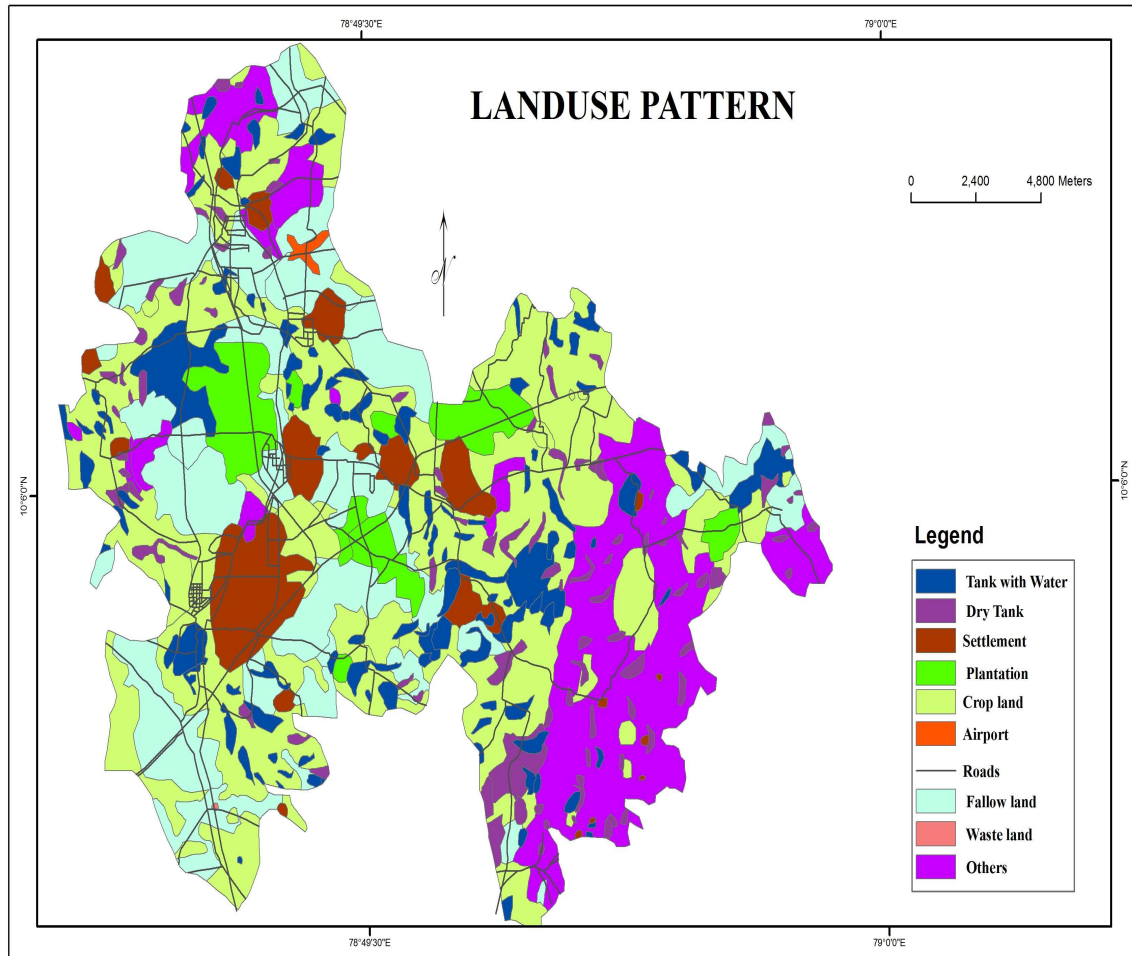 78°49'30"E 79°0'0"E
LANDUSE PATTERN
0 2,400 4,800 Meters
N
10°6'0"N 10°6'0"N
Legend
Tank with Water
Dry Tank
Settlement
Plantation
Crop land
Airport
Roads
Fallow land
Waste land
Others
78°49'30"E 79°0'0"E